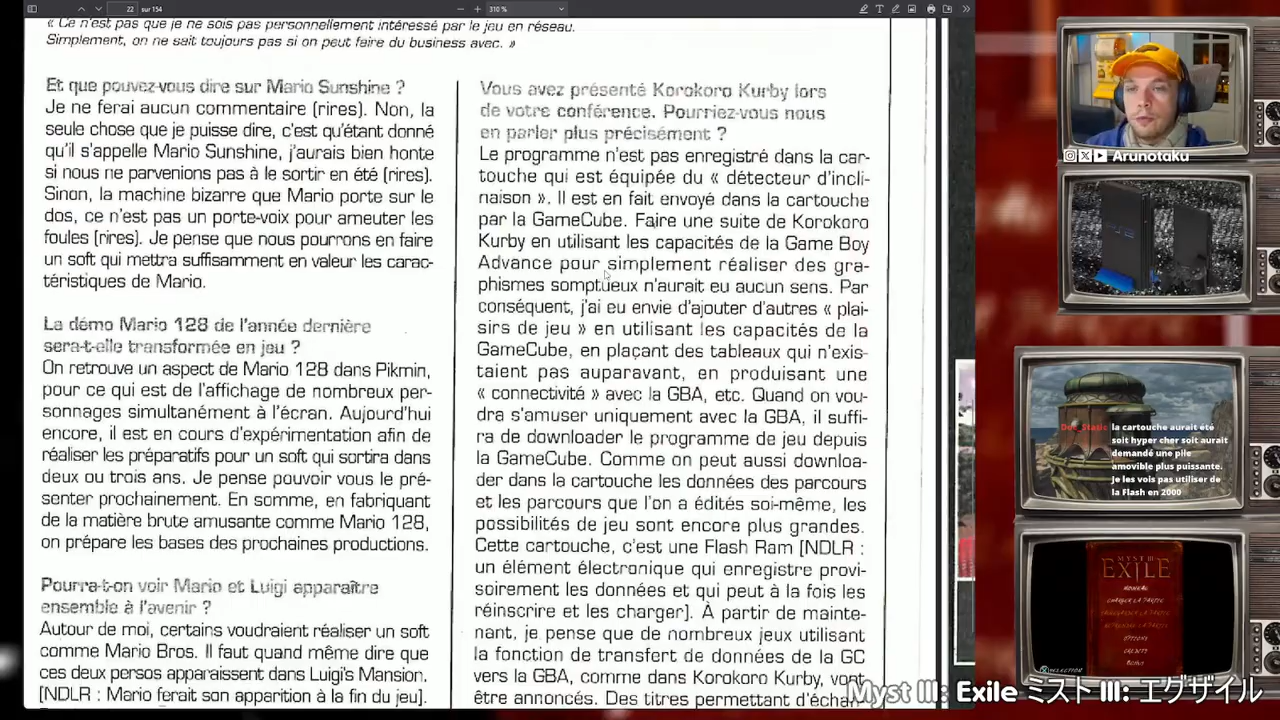 22 sur 154
310 %
« Ce n'est pas que je ne sois pas personnellement intéressé par le jeu en réseau.
Simplement, on ne sait toujours pas si on peut faire du business avec. »
Et que pouvez-vous dire sur Mario Sunshine ?
Je ne ferai aucun commentaire (rires). Non, la
seule chose que je puisse dire, c'est qu'étant donné
qu'il s'appelle Mario Sunshine, j'aurais bien honte
si nous ne parvenions pas à le sortir en été (rires).
Sinon, la machine bizarre que Mario porte sur le
dos, ce n'est pas un porte-voix pour ameuter les
foules (rires). Je pense que nous pourrons en faire
un soft qui mettra suffisamment en valeur les carac-
téristiques de Mario.
La démo Mario 128 de l'année dernière
sera-t-elle transformée en jeu ?
On retrouve un aspect de Mario 128 dans Pikmin,
pour ce qui est de l'affichage de nombreux per-
sonnages simultanément à l'écran. Aujourd'hui
encore, il est en cours d'expérimentation afin de
réaliser les préparatifs pour un soft qui sortira dans
deux ou trois ans. Je pense pouvoir vous le pré-
senter prochainement. En somme, en fabriquant
de la matière brute amusante comme Mario 128,
on prépare les bases des prochaines productions.
Pourra-t-on voir Mario et Luigi apparaître
ensemble à l'avenir ?
Autour de moi, certains voudraient réaliser un soft
comme Mario Bros. Il faut quand même dire que
ces deux persos apparaissent dans Luigi's Mansion.
[NDLR : Mario ferait son apparition à la fin du jeu].
Vous avez présenté Korokoro Kurby lors
de votre conférence. Pourriez-vous nous
en parler plus précisément ?
Le programme n'est pas enregistré dans la car-
touche qui est équipée du « détecteur d'incli-
naison ». Il est en fait envoyé dans la cartouche
par la GameCube. Faire une suite de Korokoro
Kurby en utilisant les capacités de la Game Boy
Advance pour simplement réaliser des gra-
phismes somptueux n'aurait eu aucun sens. Par
conséquent, j'ai eu envie d'ajouter d'autres « plai-
sirs de jeu » en utilisant les capacités de la
GameCube, en plaçant des tableaux qui n'exis-
taient pas auparavant, en produisant une
« connectivité » avec la GBA, etc. Quand on vou-
dra s'amuser uniquement avec la GBA, il suffi-
ra de downloader le programme de jeu depuis
la GameCube. Comme on peut aussi downloa-
der dans la cartouche les données des parcours
et les parcours que l'on a édités soi-même, les
possibilités de jeu sont encore plus grandes.
Cette cartouche, c'est une Flash Ram [NDLR :
un élément électronique qui enregistre provi-
soirement les données et qui peut à la fois les
réinscrire et les charger]. À partir de mainte-
nant, je pense que de nombreux jeux utilisant
la fonction de transfert de données de la GC
vers la GBA, comme dans Korokoro Kurby, vont
être annoncés. Des titres permettant d'échan-
Arunotaku
la cartouche aurait été
soit hyper cher soit aurait
demandé une pile
amovible plus puissante.
Je les vois pas utiliser de
la Flash en 2000
MYST III
EXILE
NOUVEAU
CHARGER LA PARTIE
OPTIONS
CREDITS
Myst III: Exile ミスト III: エグザイル